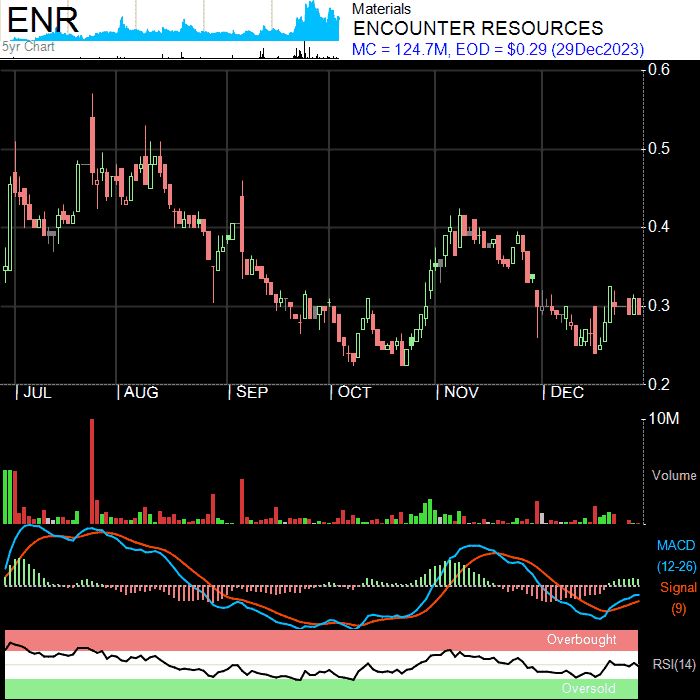 ENR
5yr Chart
Materials
ENCOUNTER RESOURCES
MC = 124.7M, EOD = $0.29 (29Dec2023)
0.6
0.5
0.4
0.3
0.2
JUL
AUG
SEP
OCT
NOV
DEC
10M
Volume
MACD
(12-26)
Signal
(9)
Overbought
RSI(14)
Oversold